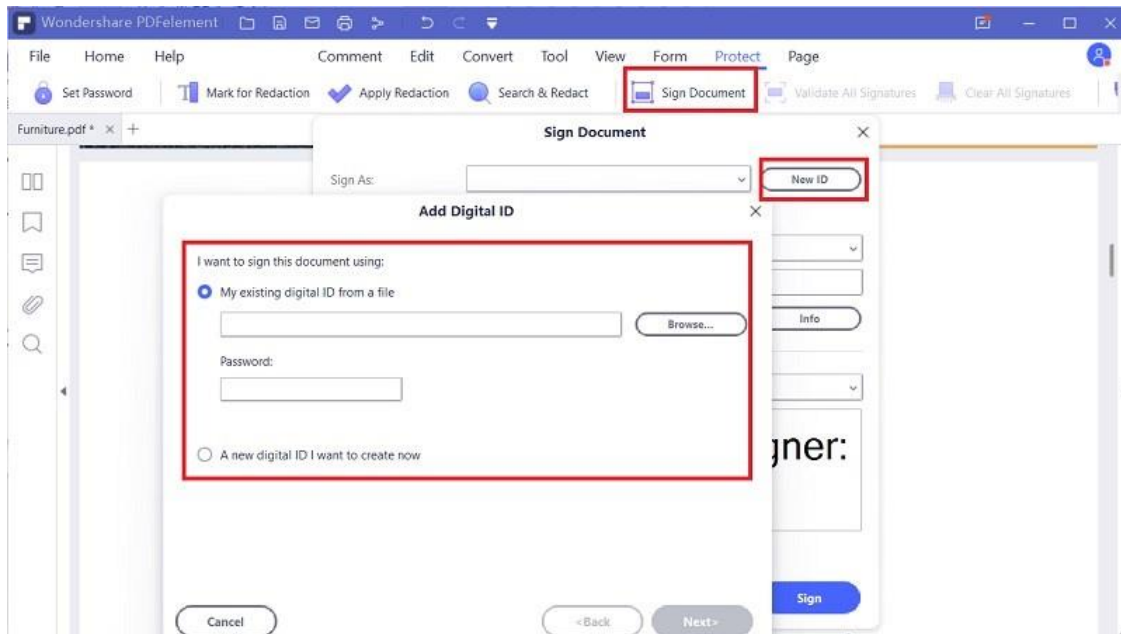 Wondershare PDFelement
File Home Help Comment Edit Convert Tool View Form Protect Page
Set Password Mark for Redaction Apply Redaction Search & Redact Sign Document Validate All Signatures Clear All Signatures
Furniture.pdf *
Sign Document
Sign As:
New ID
Add Digital ID
I want to sign this document using:
My existing digital ID from a file
Browse...
Info
Password:
A new digital ID I want to create now
gner:
Sign
Cancel <Back Next>